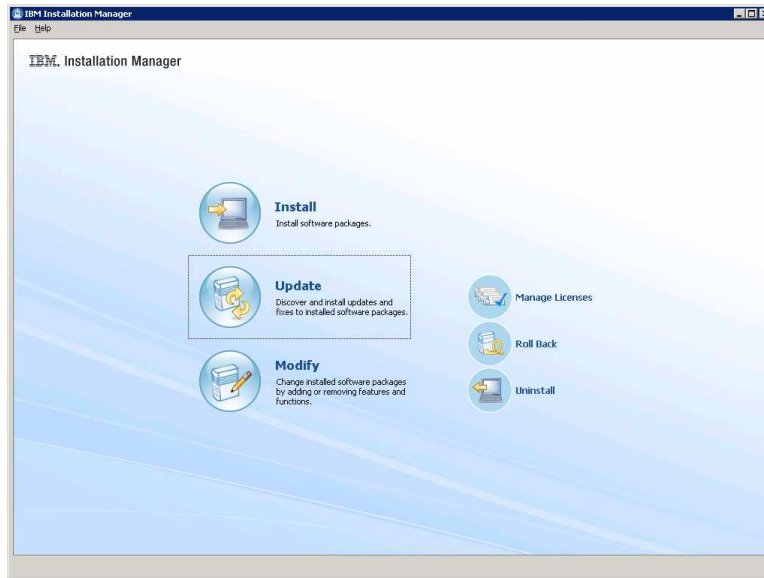 IBM Installation Manager
File Help
IBM. Installation Manager
Install
Install software packages.
Update
Discover and install updates and
fixes to installed software packages.
Modify
Change installed software packages
by adding or removing features and
functions.
Manage Licenses
Roll Back
Uninstall